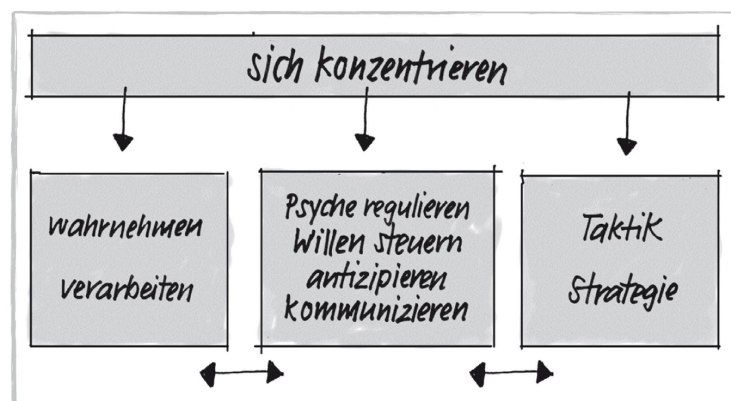 sich konzentrieren
wahrnehmen
verarbeiten
Psyche regulieren
Willen steuern
antizipieren
kommunizieren
Taktik
Strategie